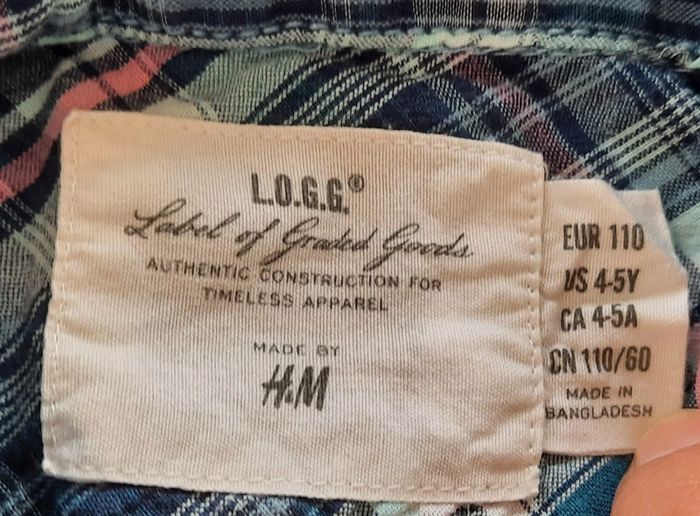 L.O.G.G.®
Label of Graded Goods
AUTHENTIC CONSTRUCTION FOR
TIMELESS APPAREL
MADE BY
H&M
EUR 110
US 4-5Y
CA 4-5A
CN 110/60
MADE IN
BANGLADESH